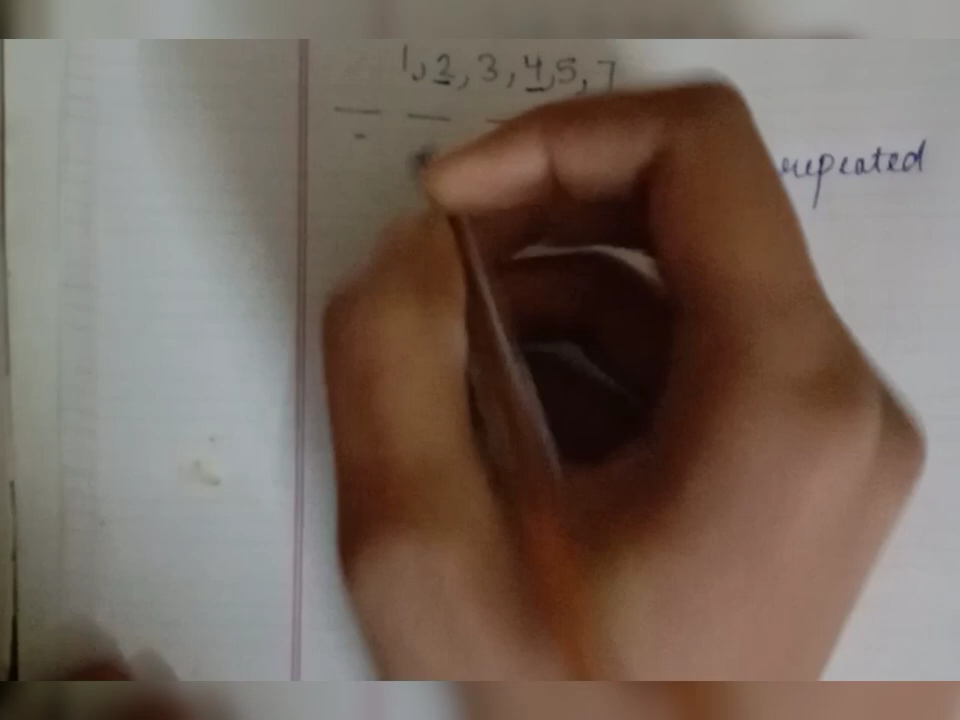 1, 2, 3, 4, 5, 7
repeated